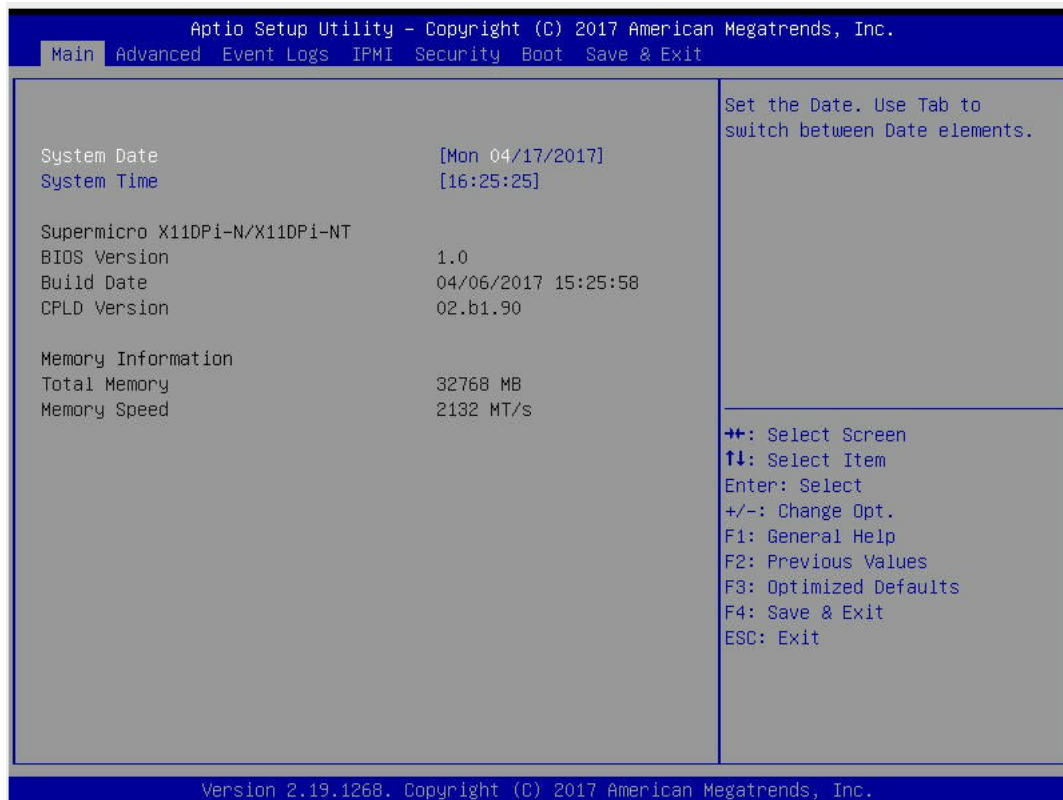 Aptio Setup Utility – Copyright (C) 2017 American Megatrends, Inc.
Main Advanced Event Logs IPMI Security Boot Save & Exit
Set the Date. Use Tab to
switch between Date elements.
System Date [Mon 04/17/2017]
System Time [16:25:25]
Supermicro X11DPi-N/X11DPi-NT
BIOS Version 1.0
Build Date 04/06/2017 15:25:58
CPLD Version 02.b1.90
Memory Information
Total Memory 32768 MB
Memory Speed 2132 MT/s
→←: Select Screen
↑↓: Select Item
Enter: Select
+/-: Change Opt.
F1: General Help
F2: Previous Values
F3: Optimized Defaults
F4: Save & Exit
ESC: Exit
Version 2.19.1268. Copyright (C) 2017 American Megatrends, Inc.